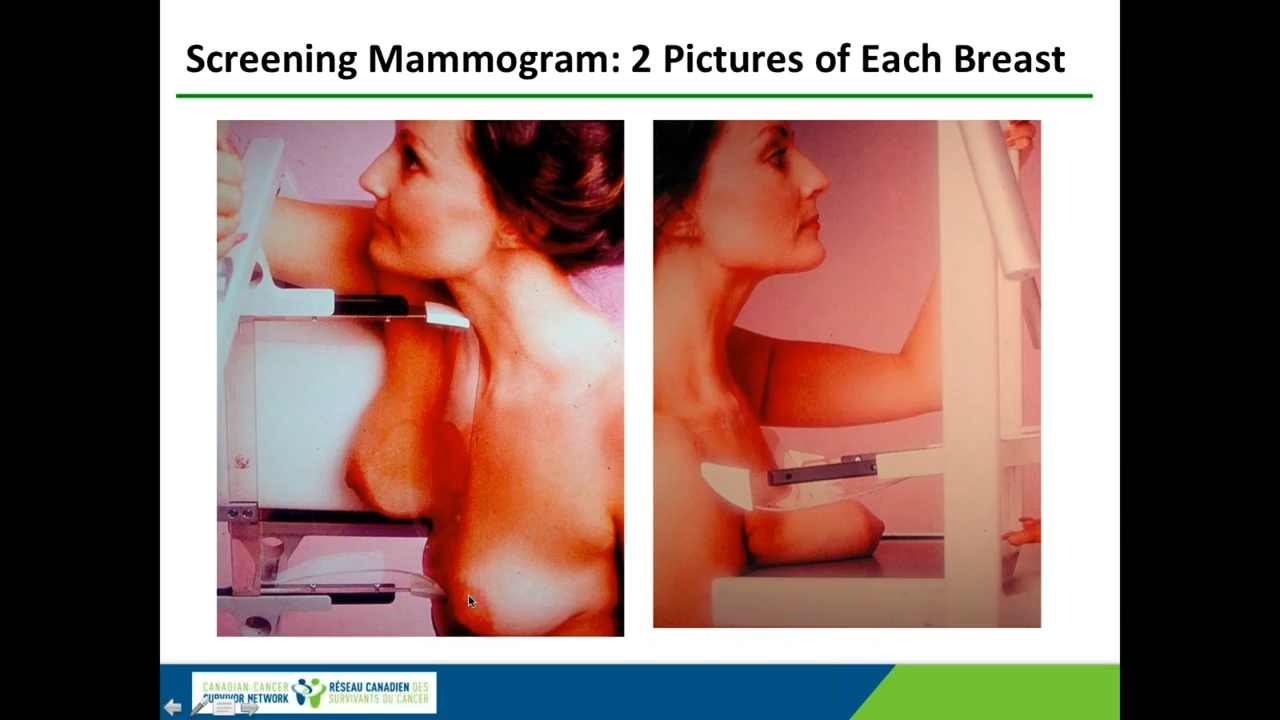 Screening Mammogram: 2 Pictures of Each Breast
CANADIAN CANCER
SURVIVOR NETWORK
RÉSEAU CANADIEN DES
SURVIVANTS DU CANCER